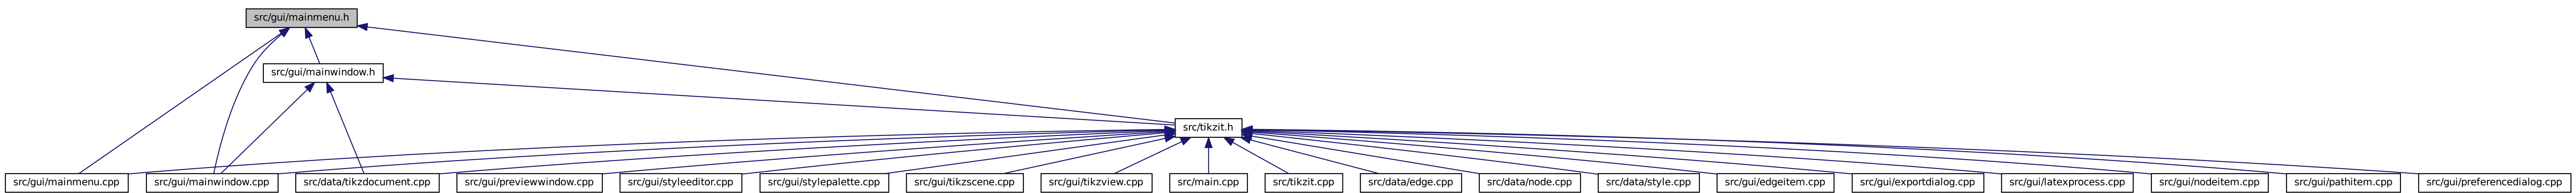 src/gui/mainmenu.h
src/gui/mainwindow.h
src/tikzit.h
src/gui/mainmenu.cpp
src/gui/mainwindow.cpp
src/data/tikzdocument.cpp
src/gui/previewwindow.cpp
src/gui/styleeditor.cpp
src/gui/stylepalette.cpp
src/gui/tikzscene.cpp
src/gui/tikzview.cpp
src/main.cpp
src/tikzit.cpp
src/data/edge.cpp
src/data/node.cpp
src/data/style.cpp
src/gui/edgeitem.cpp
src/gui/exportdialog.cpp
src/gui/latexprocess.cpp
src/gui/nodeitem.cpp
src/gui/pathitem.cpp
src/gui/preferencedialog.cpp